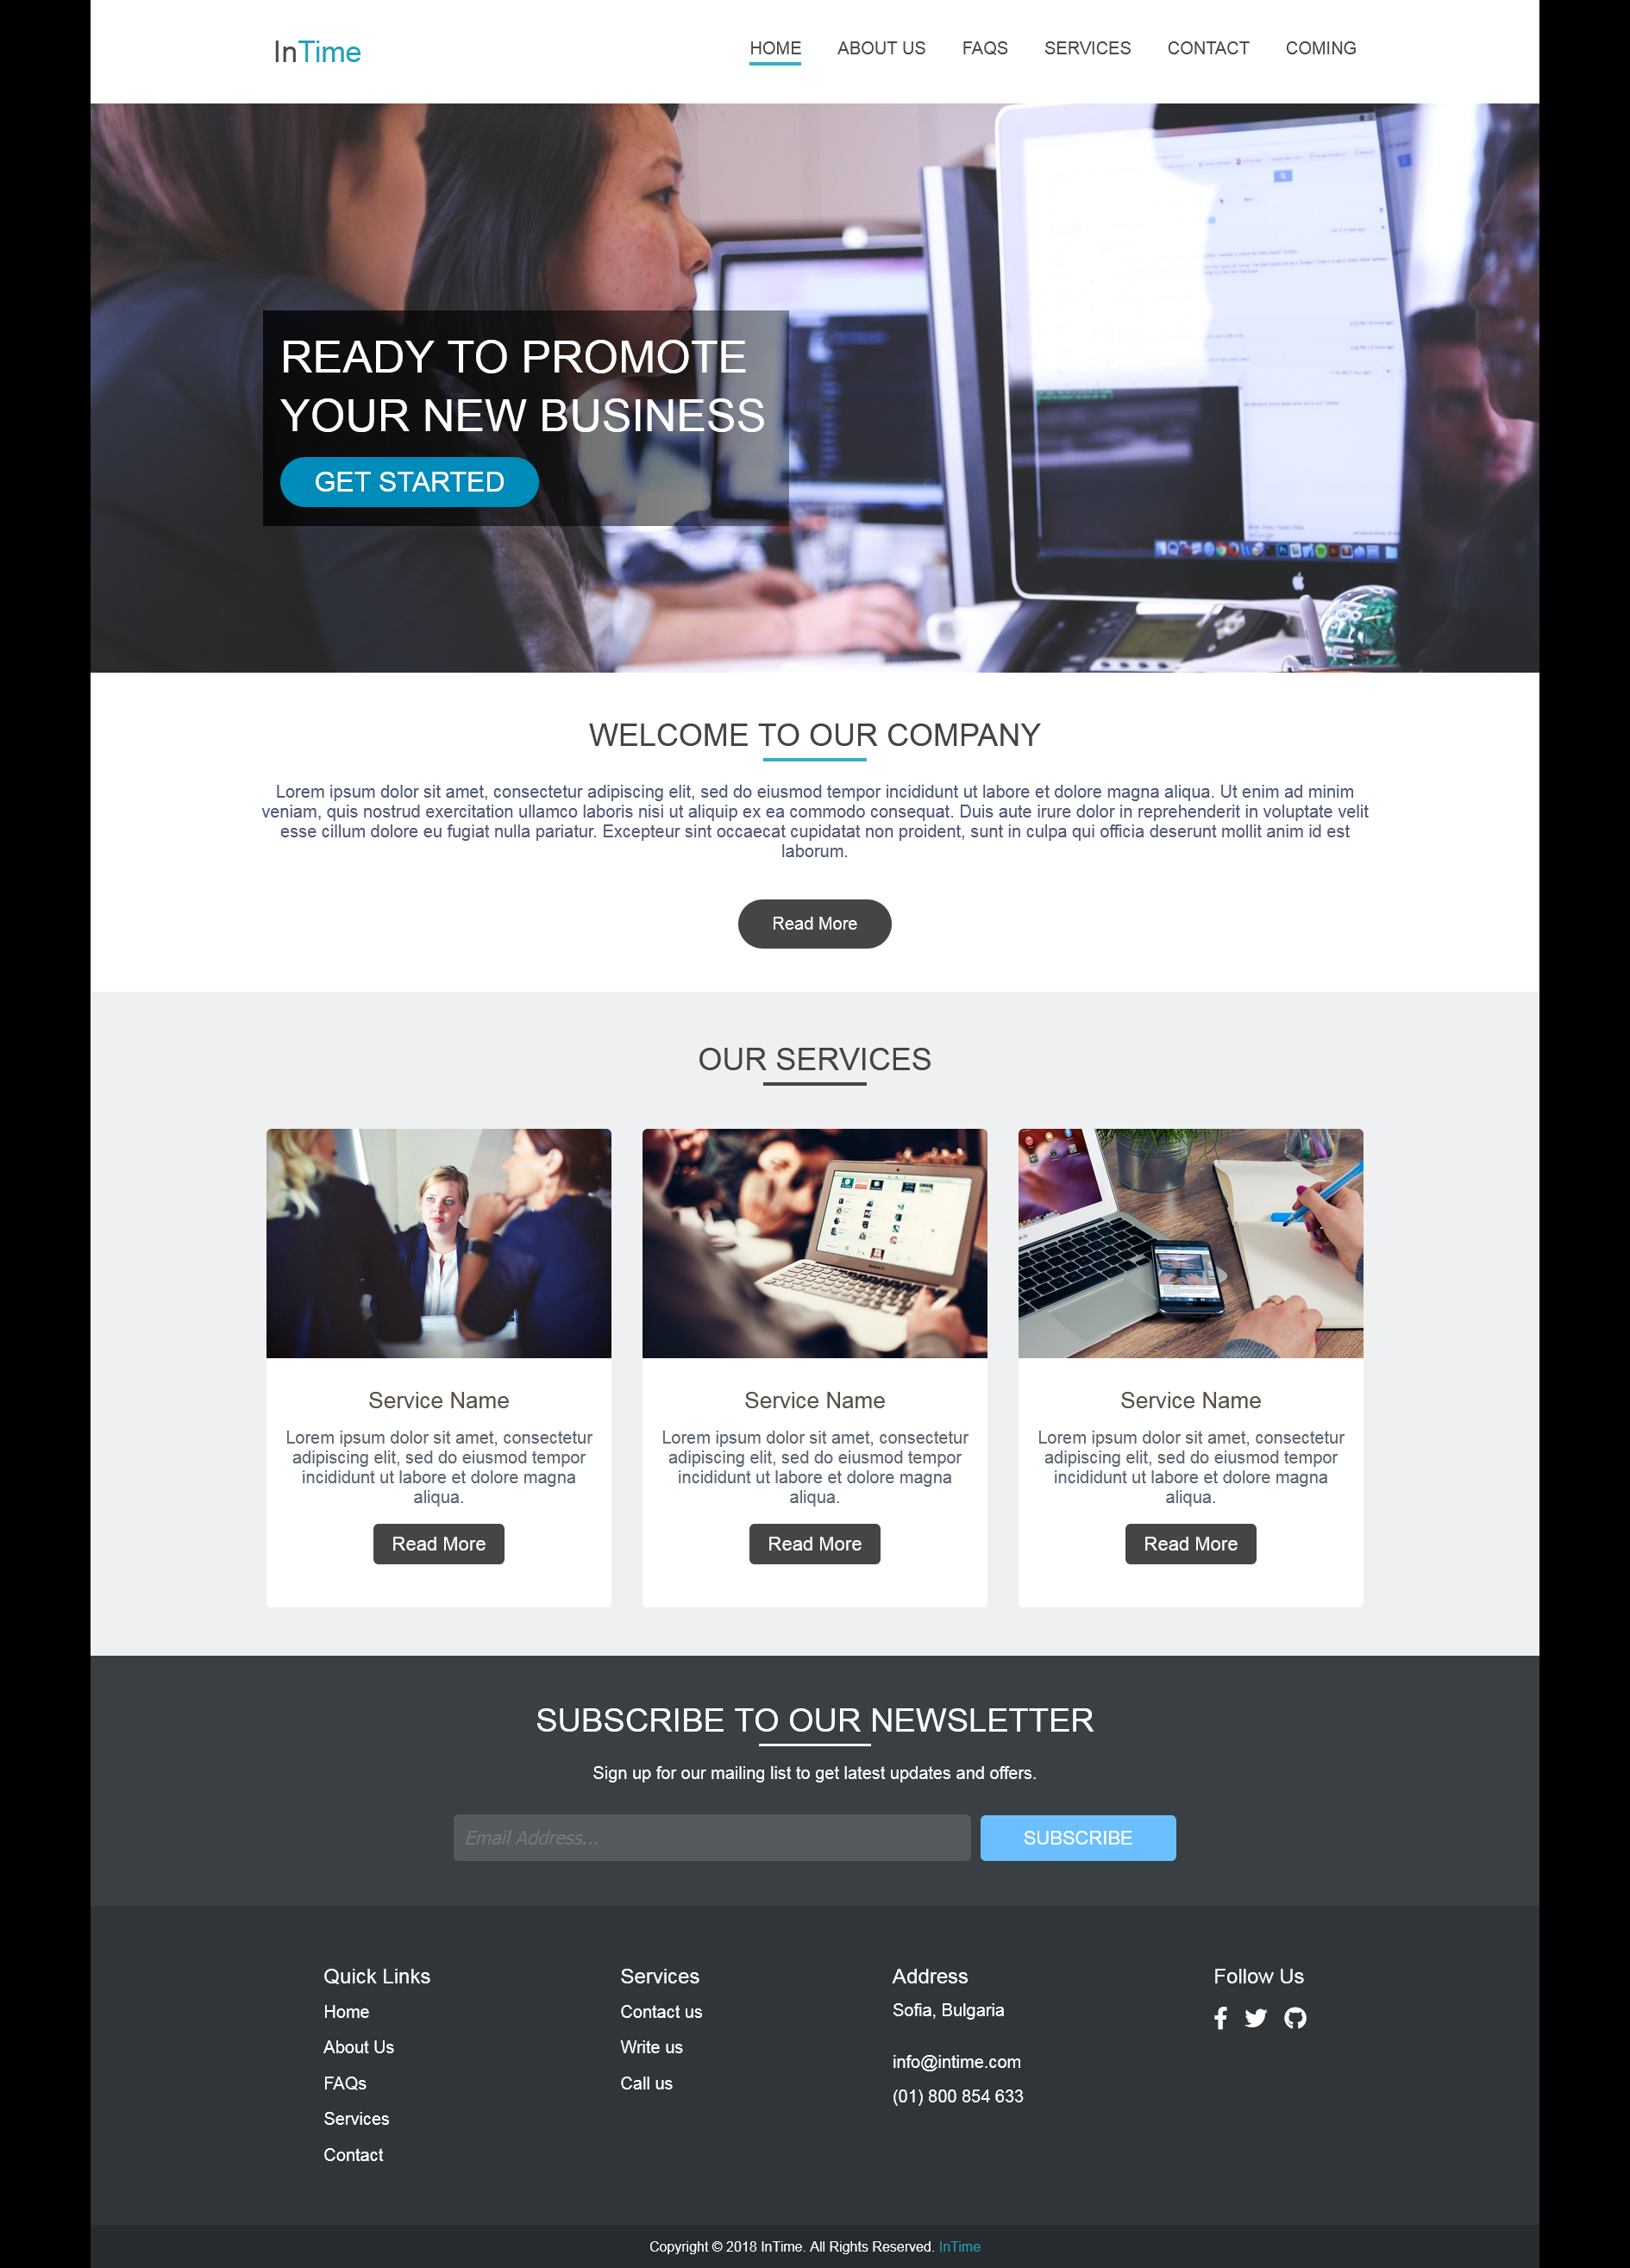 InTime
HOME ABOUT US FAQS SERVICES CONTACT COMING
READY TO PROMOTE
YOUR NEW BUSINESS
GET STARTED
WELCOME TO OUR COMPANY
Lorem ipsum dolor sit amet, consectetur adipiscing elit, sed do eiusmod tempor incididunt ut labore et dolore magna aliqua. Ut enim ad minim
veniam, quis nostrud exercitation ullamco laboris nisi ut aliquip ex ea commodo consequat. Duis aute irure dolor in reprehenderit in voluptate velit
esse cillum dolore eu fugiat nulla pariatur. Excepteur sint occaecat cupidatat non proident, sunt in culpa qui officia deserunt mollit anim id est
laborum.
Read More
OUR SERVICES
Service Name
Lorem ipsum dolor sit amet, consectetur
adipiscing elit, sed do eiusmod tempor
incididunt ut labore et dolore magna
aliqua.
Read More
Service Name
Lorem ipsum dolor sit amet, consectetur
adipiscing elit, sed do eiusmod tempor
incididunt ut labore et dolore magna
aliqua.
Read More
Service Name
Lorem ipsum dolor sit amet, consectetur
adipiscing elit, sed do eiusmod tempor
incididunt ut labore et dolore magna
aliqua.
Read More
SUBSCRIBE TO OUR NEWSLETTER
Sign up for our mailing list to get latest updates and offers.
Email Address...
SUBSCRIBE
Quick Links
Home
About Us
FAQs
Services
Contact
Services
Contact us
Write us
Call us
Address
Sofia, Bulgaria
info@intime.com
(01) 800 854 633
Follow Us
Copyright © 2018 InTime. All Rights Reserved. InTime